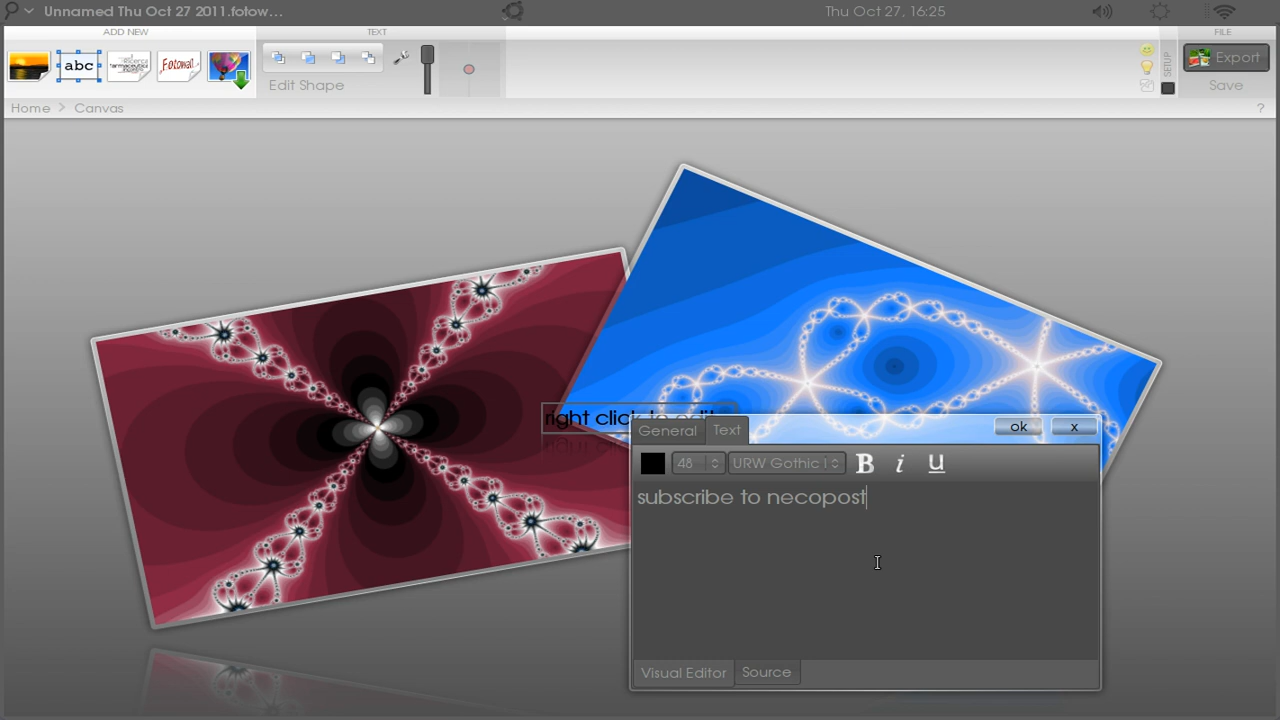 Unnamed Thu Oct 27 2011.fotow...
Thu Oct 27, 16:25
ADD NEW
TEXT
FILE
abc
Fotowall
Edit Shape
SETUP
Export
Save
Home > Canvas
?
right click to edit
General
Text
ok
x
48
URW Gothic
B
i
U
subscribe to necopost
Visual Editor
Source